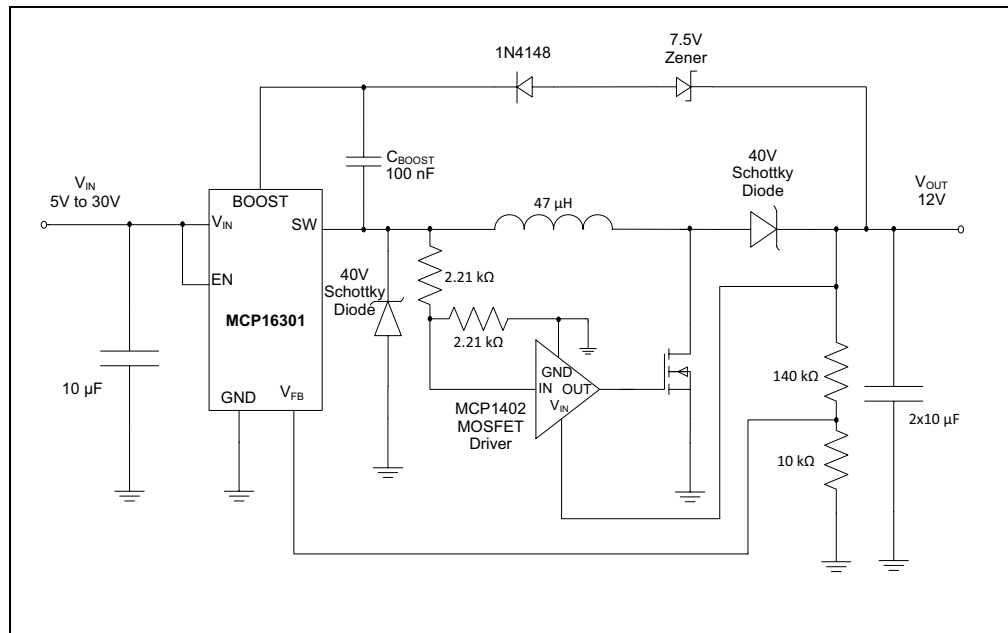 1N4148
7.5V
Zener
C_BOOST
100 nF
40V
Schottky
Diode
V_IN
5V to 30V
V_OUT
12V
BOOST
47 µH
V_IN
SW
EN
2.21 kΩ
40V
Schottky
Diode
MCP16301
2.21 kΩ
GND
10 µF
GND
V_FB
IN
OUT
V_IN
MCP1402
MOSFET
Driver
140 kΩ
2x10 µF
10 kΩ